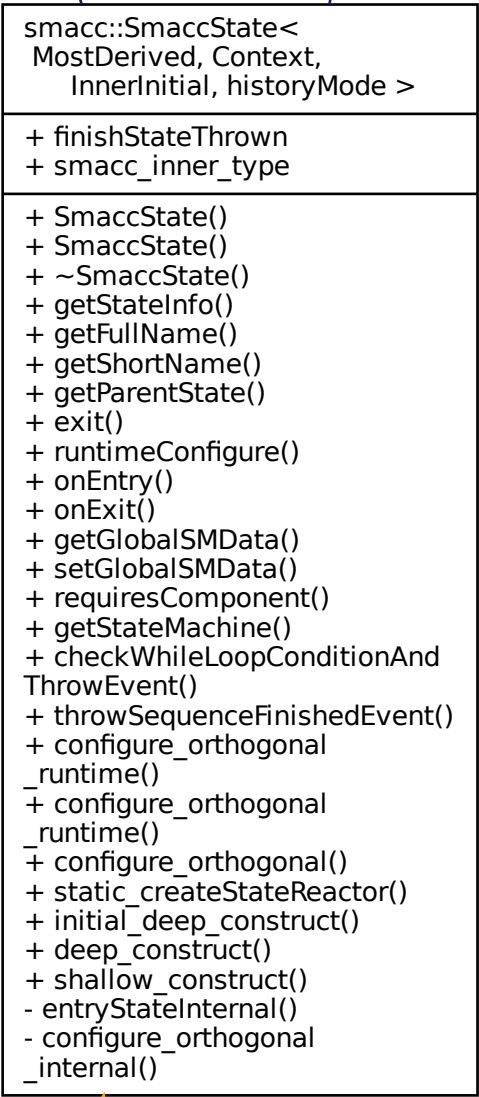 smacc::SmaccState<
MostDerived, Context,
InnerInitial, historyMode >
+ finishStateThrown
+ smacc_inner_type
+ SmaccState()
+ SmaccState()
+ ~SmaccState()
+ getStateInfo()
+ getFullName()
+ getShortName()
+ getParentState()
+ exit()
+ runtimeConfigure()
+ onEntry()
+ onExit()
+ getGlobalSMData()
+ setGlobalSMData()
+ requiresComponent()
+ getStateMachine()
+ checkWhileLoopConditionAnd
ThrowEvent()
+ throwSequenceFinishedEvent()
+ configure_orthogonal
_runtime()
+ configure_orthogonal
_runtime()
+ configure_orthogonal()
+ static_createStateReactor()
+ initial_deep_construct()
+ deep_construct()
+ shallow_construct()
- entryStateInternal()
- configure_orthogonal
_internal()